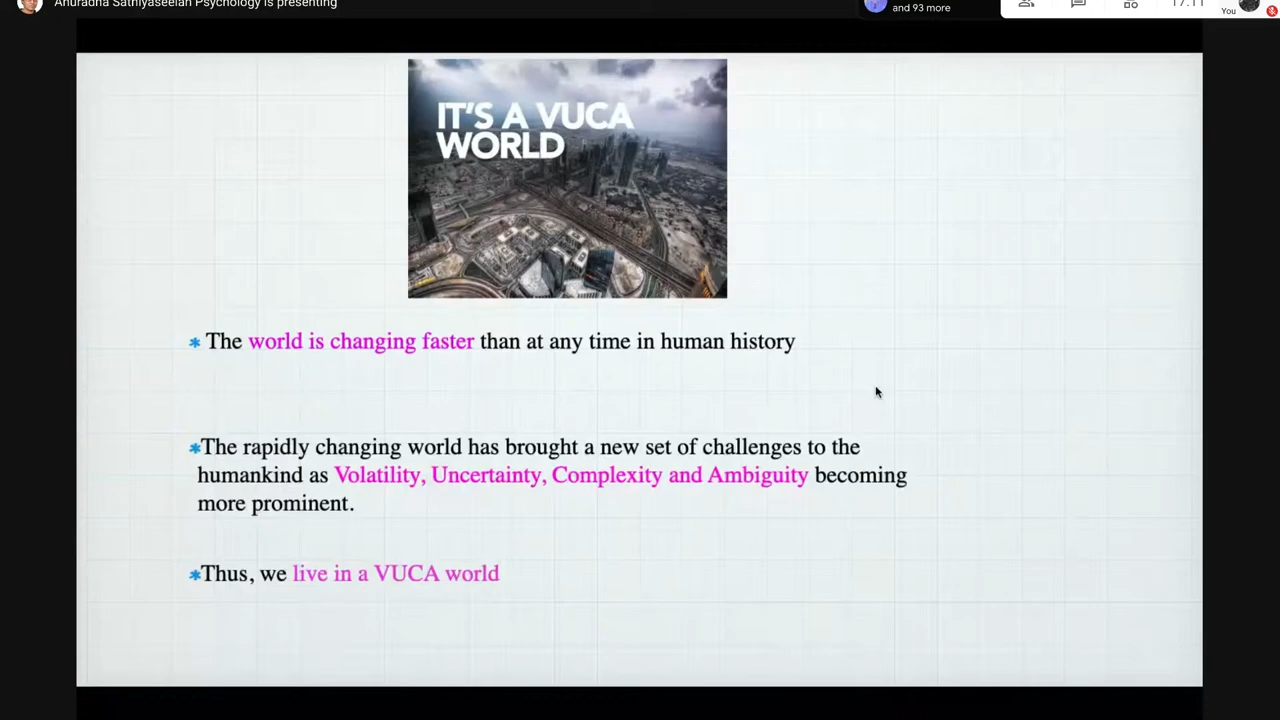 Anuradha Sathiyaseelan Psychology is presenting
and 93 more
17:11
You
IT'S A VUCA
WORLD
* The world is changing faster than at any time in human history
*The rapidly changing world has brought a new set of challenges to the
humankind as Volatility, Uncertainty, Complexity and Ambiguity becoming
more prominent.
*Thus, we live in a VUCA world